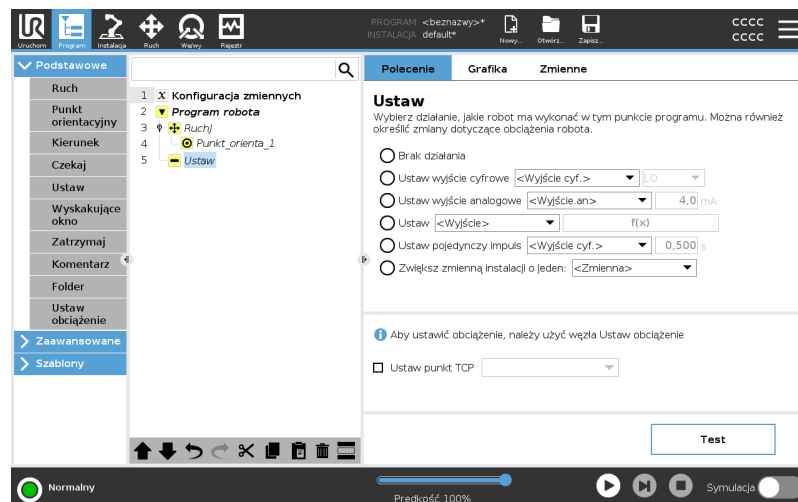 Uruchom
Program
Instalacja
Ruch
We/wy
Rejestr
PROGRAM <beznazwy>*
INSTALACJA default*
Nowy...
Otwórz...
Zapisz...
CCCC
CCCC
Podstawowe
Ruch
Punkt
orientacyjny
Kierunek
Czekaj
Ustaw
Wyskakujące
okno
Zatrzymaj
Komentarz
Folder
Ustaw
obciążenie
Zaawansowane
Szablony
1 X Konfiguracja zmiennych
2 Program robota
3 RuchJ
4 Punkt_orienta_1
5 Ustaw
Polecenie Grafika Zmienne
Ustaw
Wybierz działanie, jakie robot ma wykonać w tym punkcie programu. Można również
określić zmiany dotyczące obciążenia robota.
Brak działania
Ustaw wyjście cyfrowe <Wyjście cyf.> LO
Ustaw wyjście analogowe <Wyjście.an> 4,0 mA
Ustaw <Wyjście> f(x)
Ustaw pojedynczy impuls <Wyjście cyf.> 0,500 s
Zwiększ zmienną instalacji o jeden: <Zmienna>
Aby ustawić obciążenie, należy użyć węzła Ustaw obciążenie
Ustaw punkt TCP
Test
Normalny
Prędkość 100%
Symulacja